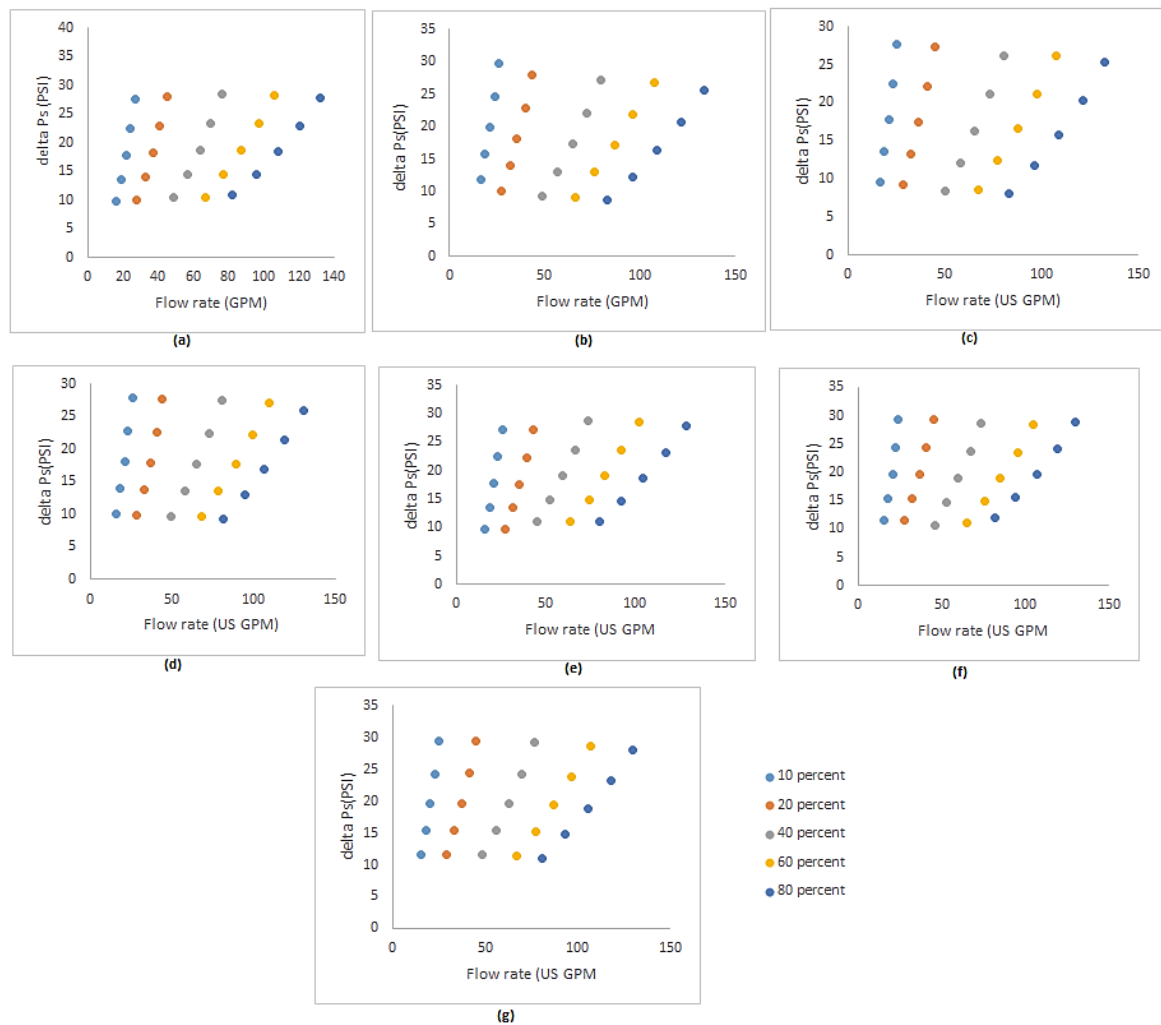 40
35
30
25
20
15
10
5
0
delta Ps (PSI)
0 20 40 60 80 100 120 140
Flow rate (GPM)
(a)
35
30
25
20
15
10
5
0
delta Ps(PSI)
0 50 100 150
Flow rate (GPM)
(b)
30
25
20
15
10
5
0
delta Ps(PSI)
0 50 100 150
Flow rate (US GPM)
(c)
30
25
20
15
10
5
0
delta Ps(PSI)
0 50 100 150
Flow rate (US GPM)
(d)
35
30
25
20
15
10
5
0
delta Ps(PSI)
0 50 100 150
Flow rate (US GPM
(e)
35
30
25
20
15
10
5
0
delta Ps(PSI)
0 50 100 150
Flow rate (US GPM
(f)
35
30
25
20
15
10
5
0
delta Ps(PSI)
0 50 100 150
Flow rate (US GPM
(g)
10 percent
20 percent
40 percent
60 percent
80 percent